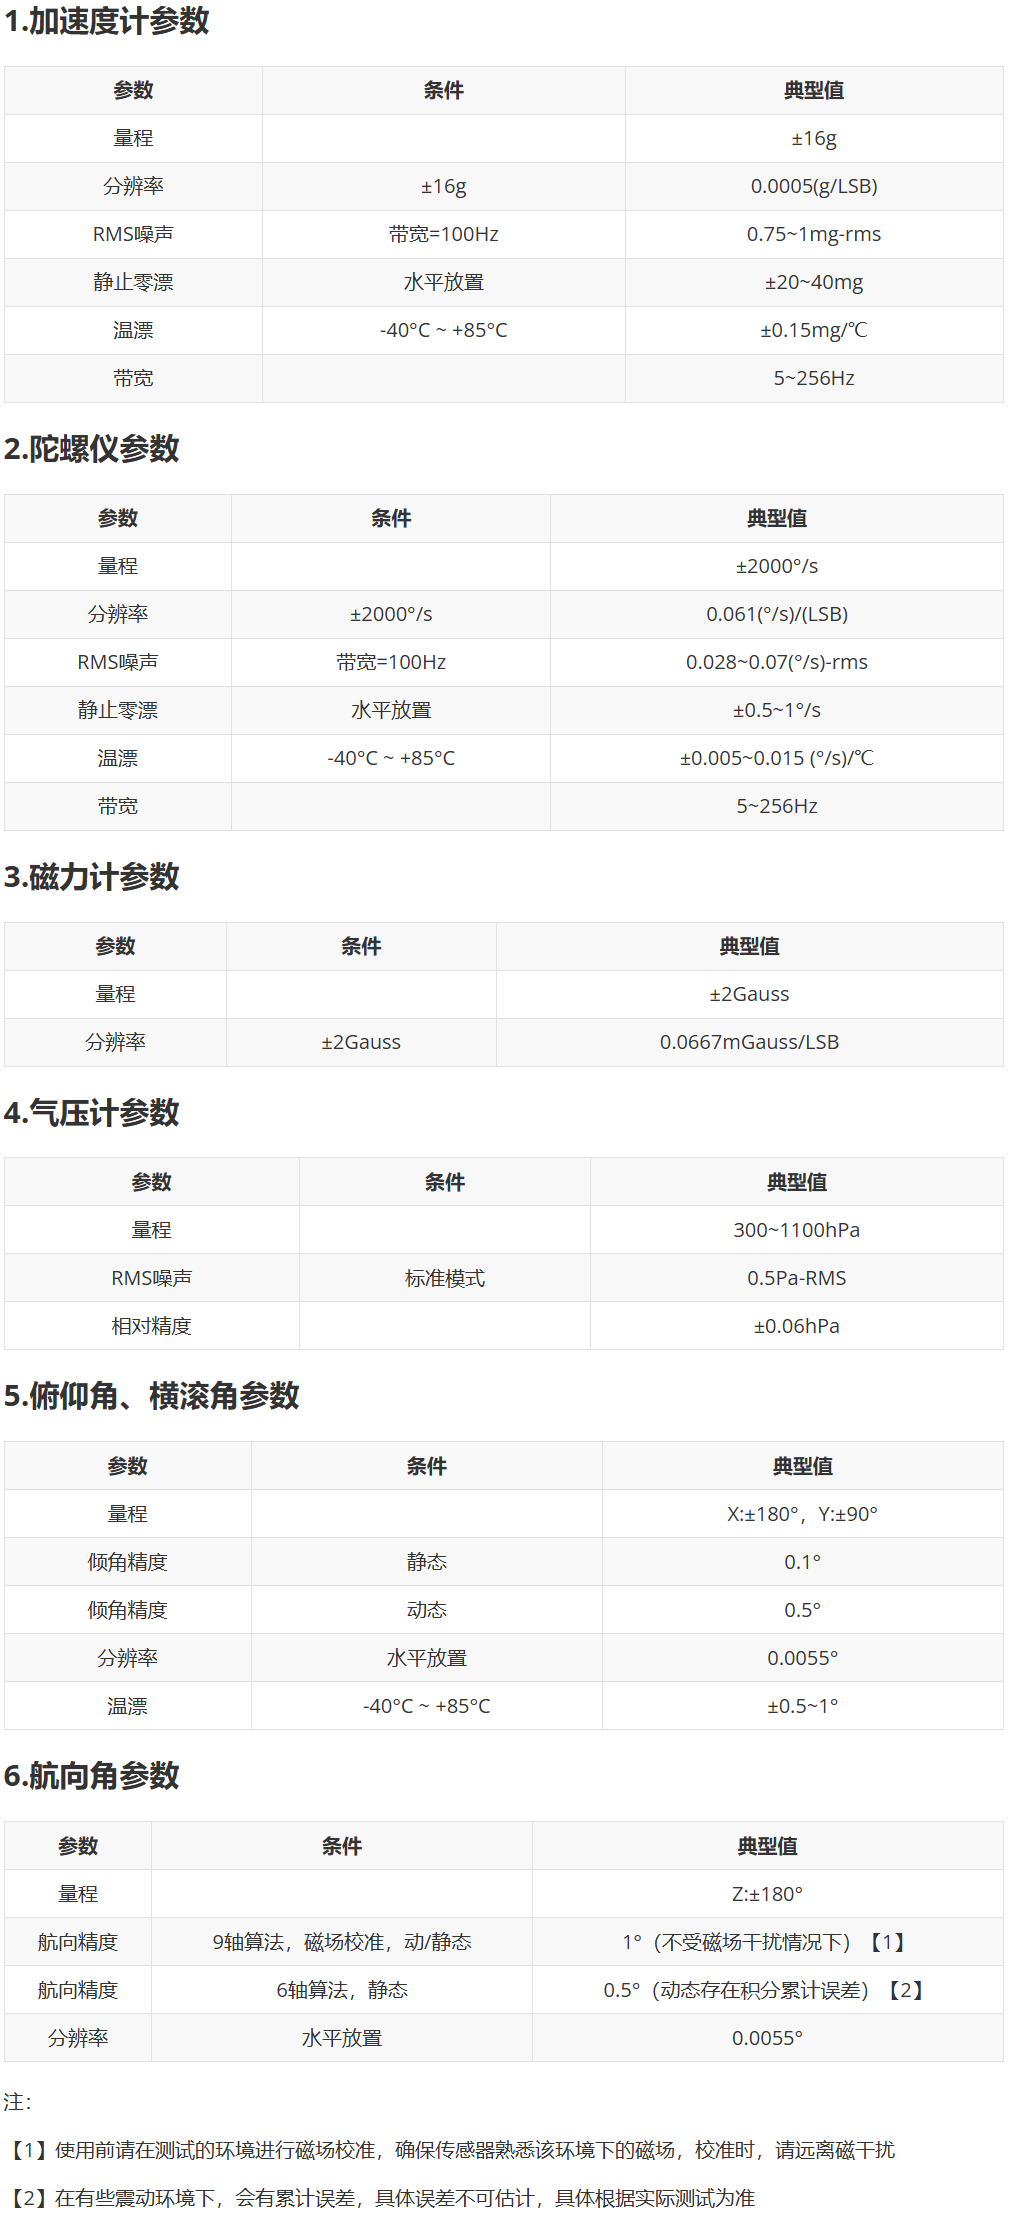 1.加速度计参数
参数 条件 典型值
量程 ±16g
分辨率 ±16g 0.0005(g/LSB)
RMS噪声 带宽=100Hz 0.75~1mg-rms
静止零漂 水平放置 ±20~40mg
温漂 -40°C ~ +85°C ±0.15mg/℃
带宽 5~256Hz
2.陀螺仪参数
参数 条件 典型值
量程 ±2000°/s
分辨率 ±2000°/s 0.061(°/s)/(LSB)
RMS噪声 带宽=100Hz 0.028~0.07(°/s)-rms
静止零漂 水平放置 ±0.5~1°/s
温漂 -40°C ~ +85°C ±0.005~0.015 (°/s)/℃
带宽 5~256Hz
3.磁力计参数
参数 条件 典型值
量程 ±2Gauss
分辨率 ±2Gauss 0.0667mGauss/LSB
4.气压计参数
参数 条件 典型值
量程 300~1100hPa
RMS噪声 标准模式 0.5Pa-RMS
相对精度 ±0.06hPa
5.俯仰角、横滚角参数
参数 条件 典型值
量程 X:±180°，Y:±90°
倾角精度 静态 0.1°
倾角精度 动态 0.5°
分辨率 水平放置 0.0055°
温漂 -40°C ~ +85°C ±0.5~1°
6.航向角参数
参数 条件 典型值
量程 Z:±180°
航向精度 9轴算法，磁场校准，动/静态 1°（不受磁场干扰情况下）【1】
航向精度 6轴算法，静态 0.5°（动态存在积分累计误差）【2】
分辨率 水平放置 0.0055°
注：
【1】使用前请在测试的环境进行磁场校准，确保传感器熟悉该环境下的磁场，校准时，请远离磁干扰
【2】在有些震动环境下，会有累计误差，具体误差不可估计，具体根据实际测试为准